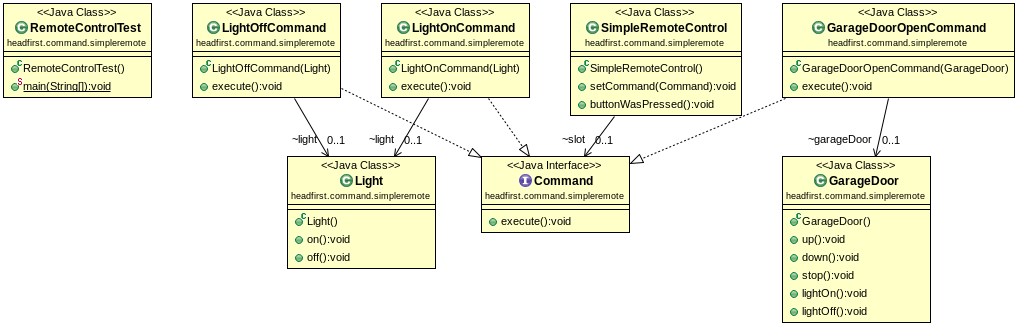 <<Java Class>>
RemoteControlTest
headfirst.command.simpleremote
RemoteControlTest()
main(String[]):void
<<Java Class>>
LightOffCommand
headfirst.command.simpleremote
LightOffCommand(Light)
execute():void
<<Java Class>>
LightOnCommand
headfirst.command.simpleremote
LightOnCommand(Light)
execute():void
<<Java Class>>
SimpleRemoteControl
headfirst.command.simpleremote
SimpleRemoteControl()
setCommand(Command):void
buttonWasPressed():void
<<Java Class>>
GarageDoorOpenCommand
headfirst.command.simpleremote
GarageDoorOpenCommand(GarageDoor)
execute():void
~light 0..1
~light 0..1
~slot 0..1
~garageDoor 0..1
<<Java Class>>
Light
headfirst.command.simpleremote
Light()
on():void
off():void
<<Java Interface>>
Command
headfirst.command.simpleremote
execute():void
<<Java Class>>
GarageDoor
headfirst.command.simpleremote
GarageDoor()
up():void
down():void
stop():void
lightOn():void
lightOff():void